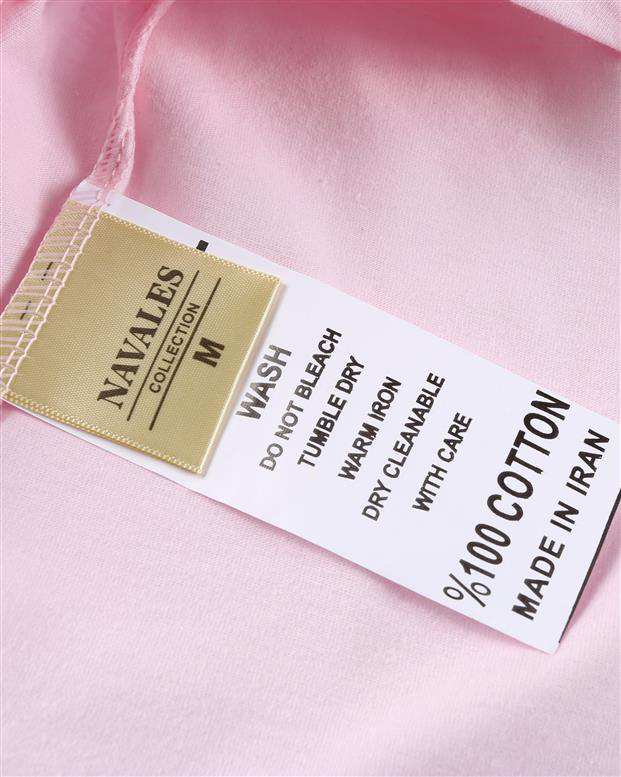 NAVALES
COLLECTION
M
WASH
DO NOT BLEACH
TUMBLE DRY
WARM IRON
DRY CLEANABLE
WITH CARE
%100 COTTON
MADE IN IRAN